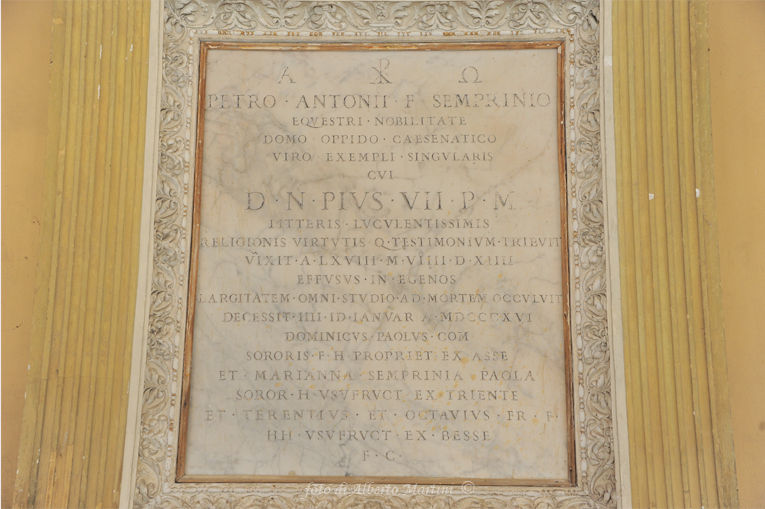 Α ☧ Ω
PETRO · ANTONII · F · SEMPRINIO
EQVESTRI · NOBILITATE
DOMO · OPPIDO · CAESENATICO
VIRO · EXEMPLI · SINGVLARIS
CVI
D · N · PIVS · VII · P · M
LITTERIS · LVCVLENTISSIMIS
RELIGIONIS VIRTVTIS · Q · TESTIMONIVM · TRIBVIT
VIXIT · A · LXVIII · M · VIIII · D · XIIII
EFFVSVS · IN · EGENOS
LARGITATEM · OMNI · STVDIO · AD · MORTEM OCCVLVIT
DECESSIT · IIII · ID · IANVAR · A · MDCCCXVI
DOMINICVS · PAOLVS · COM
SORORIS · F · H · PROPRIET · EX · ASSE
ET · MARIANNA · SEMPRINIA · PAOLA
SOROR · H · VSVFRVCT · EX · TRIENTE
ET · TERENTIVS · ET · OCTAVIVS · FR · F ·
HH · VSVFRVCT · EX · BESSE
F · C ·
foto di Alberto Martini ©